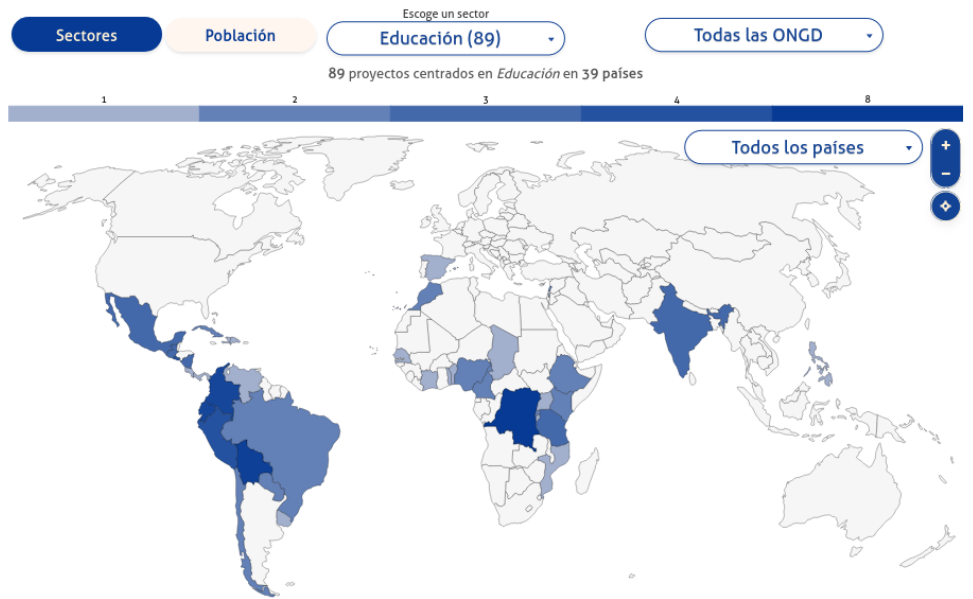 Escoge un sector
Sectores
Población
Educación (89)
Todas las ONGD
89 proyectos centrados en Educación en 39 países
1 2 3 4 8
Todos los países
+
−